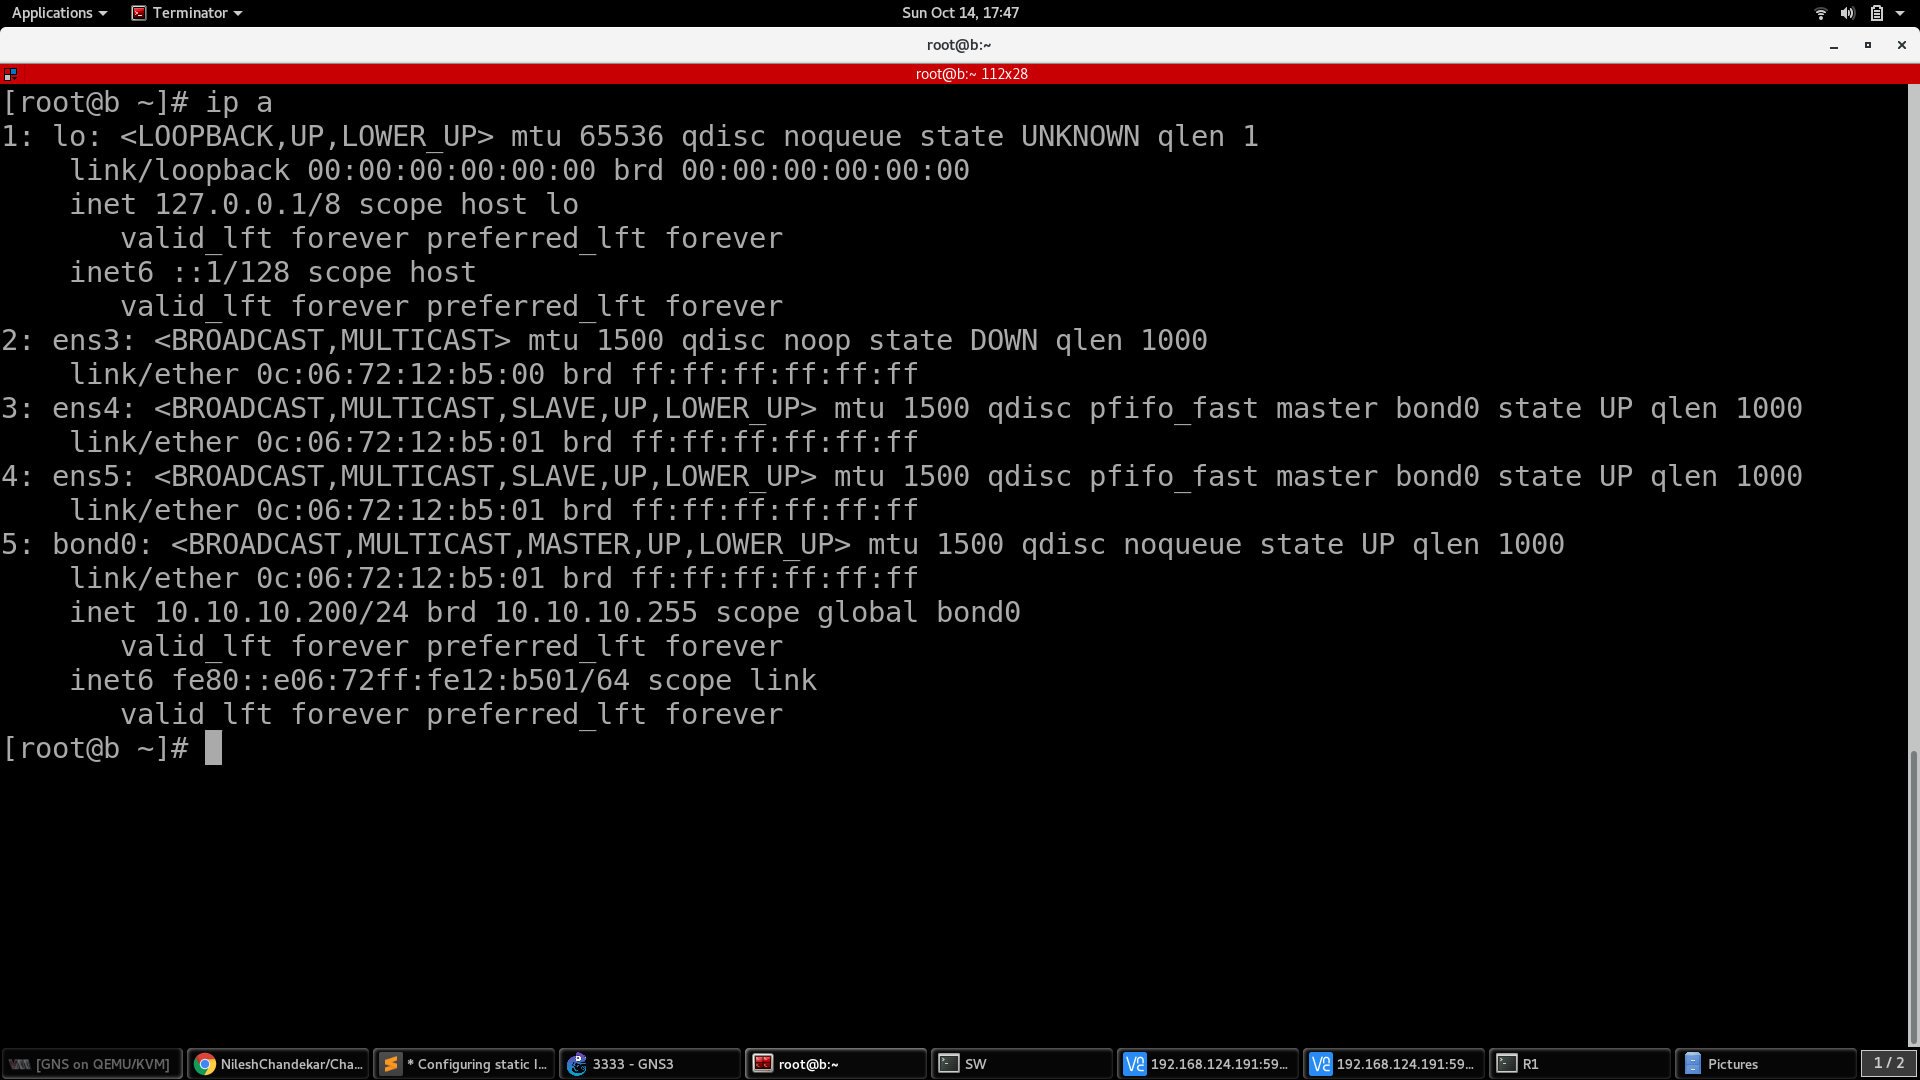 Applications Terminator Sun Oct 14, 17:47
root@b:~
root@b:~ 112x28
[root@b ~]# ip a
1: lo: <LOOPBACK,UP,LOWER_UP> mtu 65536 qdisc noqueue state UNKNOWN qlen 1
    link/loopback 00:00:00:00:00:00 brd 00:00:00:00:00:00
    inet 127.0.0.1/8 scope host lo
       valid_lft forever preferred_lft forever
    inet6 ::1/128 scope host
       valid_lft forever preferred_lft forever
2: ens3: <BROADCAST,MULTICAST> mtu 1500 qdisc noop state DOWN qlen 1000
    link/ether 0c:06:72:12:b5:00 brd ff:ff:ff:ff:ff:ff
3: ens4: <BROADCAST,MULTICAST,SLAVE,UP,LOWER_UP> mtu 1500 qdisc pfifo_fast master bond0 state UP qlen 1000
    link/ether 0c:06:72:12:b5:01 brd ff:ff:ff:ff:ff:ff
4: ens5: <BROADCAST,MULTICAST,SLAVE,UP,LOWER_UP> mtu 1500 qdisc pfifo_fast master bond0 state UP qlen 1000
    link/ether 0c:06:72:12:b5:01 brd ff:ff:ff:ff:ff:ff
5: bond0: <BROADCAST,MULTICAST,MASTER,UP,LOWER_UP> mtu 1500 qdisc noqueue state UP qlen 1000
    link/ether 0c:06:72:12:b5:01 brd ff:ff:ff:ff:ff:ff
    inet 10.10.10.200/24 brd 10.10.10.255 scope global bond0
       valid_lft forever preferred_lft forever
    inet6 fe80::e06:72ff:fe12:b501/64 scope link
       valid_lft forever preferred_lft forever
[root@b ~]#
[GNS on QEMU/KVM] NileshChandekar/Cha... * Configuring static I... 3333 - GNS3 root@b:~ SW 192.168.124.191:59... 192.168.124.191:59... R1 Pictures 1 / 2